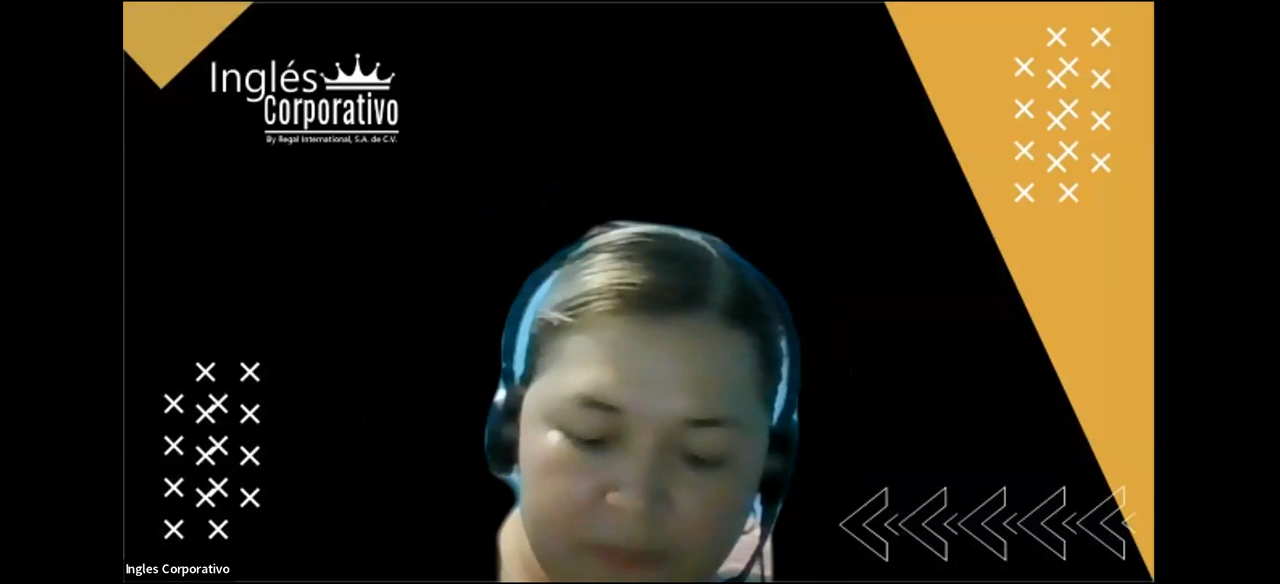 Inglés
Corporativo
By Regal International, S.A. de C.V.
Ingles Corporativo